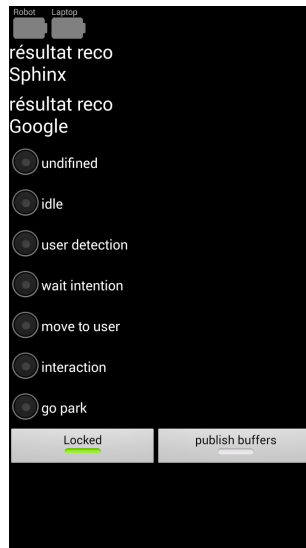 Robot Laptop
résultat reco
Sphinx
résultat reco
Google
undifined
idle
user detection
wait intention
move to user
interaction
go park
Locked publish buffers